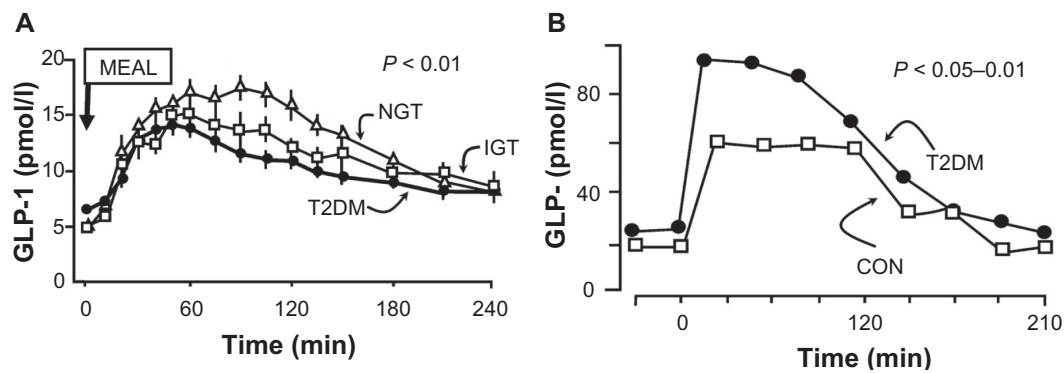 A
B
GLP-1 (pmol/l)
20
15
10
5
0
MEAL
P < 0.01
NGT
IGT
T2DM
0
60
120
180
240
Time (min)
GLP- (pmol/l)
80
40
0
P < 0.05–0.01
T2DM
CON
0
120
210
Time (min)